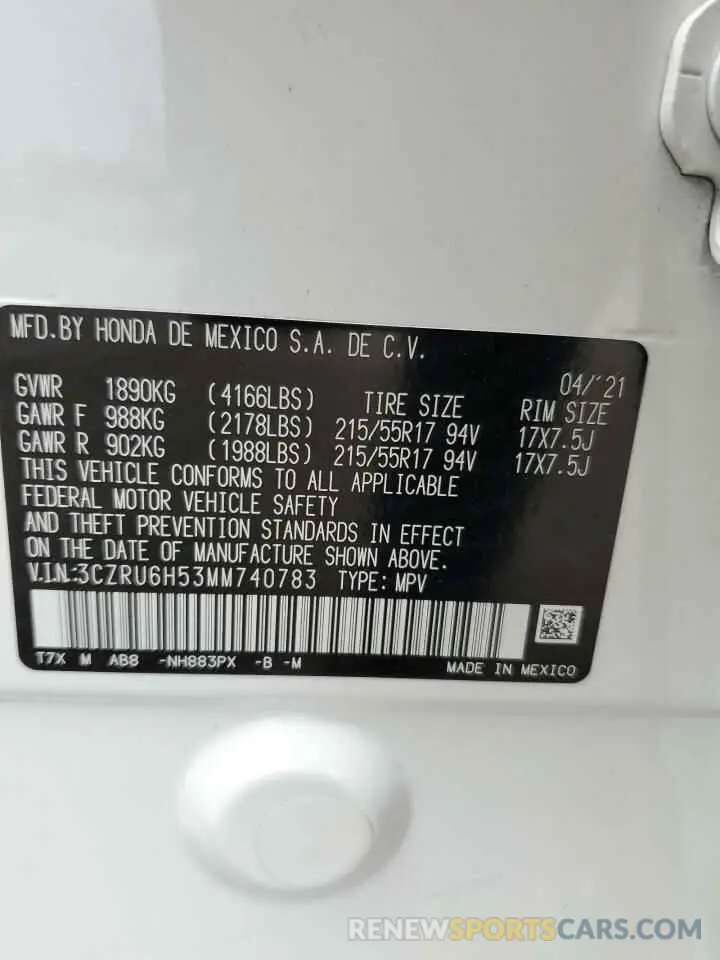 MFD.BY HONDA DE MEXICO S.A. DE C.V.
04/'21
GVWR 1890KG (4166LBS) TIRE SIZE RIM SIZE
GAWR F 988KG (2178LBS) 215/55R17 94V 17X7.5J
GAWR R 902KG (1988LBS) 215/55R17 94V 17X7.5J
THIS VEHICLE CONFORMS TO ALL APPLICABLE
FEDERAL MOTOR VEHICLE SAFETY
AND THEFT PREVENTION STANDARDS IN EFFECT
ON THE DATE OF MANUFACTURE SHOWN ABOVE.
V.I.N:3CZRU6H53MM740783 TYPE: MPV
T7X M AB8 -NH883PX -B -M MADE IN MEXICO
RENEWSPORTSCARS.COM